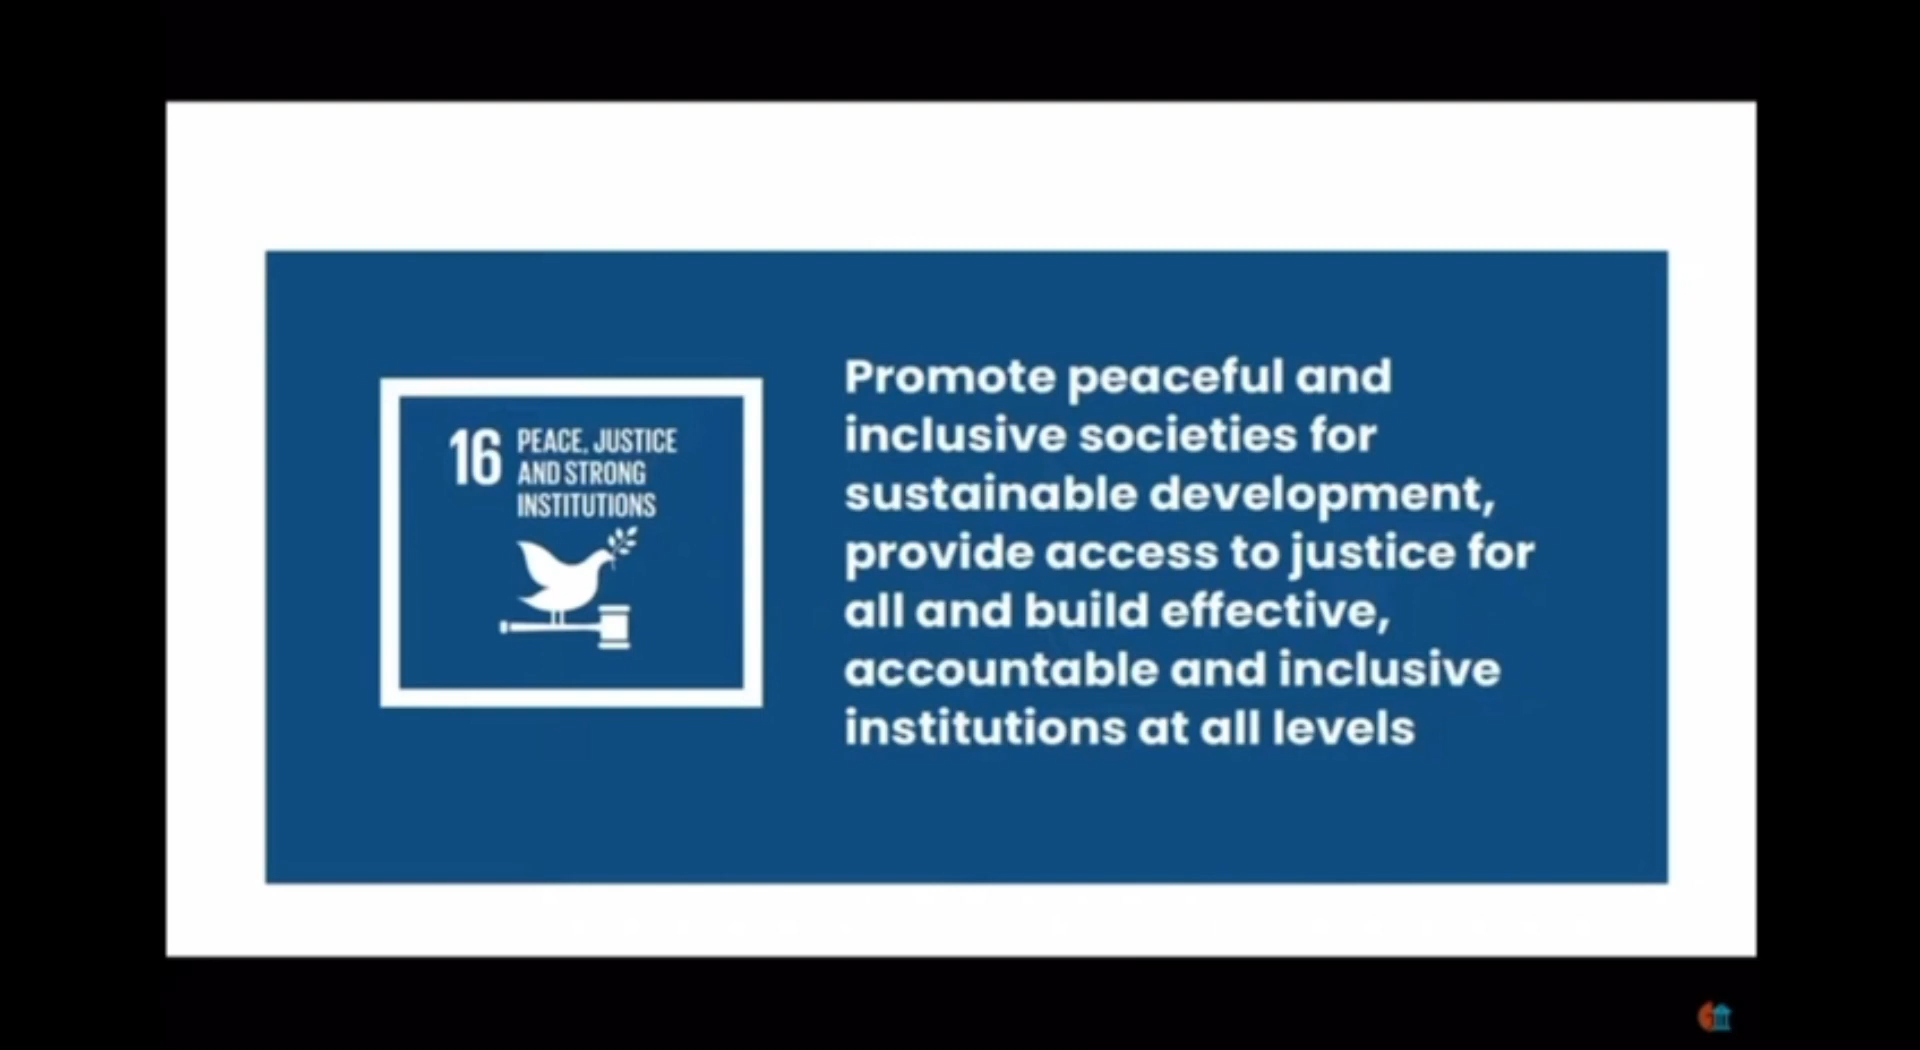 16
PEACE, JUSTICE
AND STRONG
INSTITUTIONS
Promote peaceful and
inclusive societies for
sustainable development,
provide access to justice for
all and build effective,
accountable and inclusive
institutions at all levels